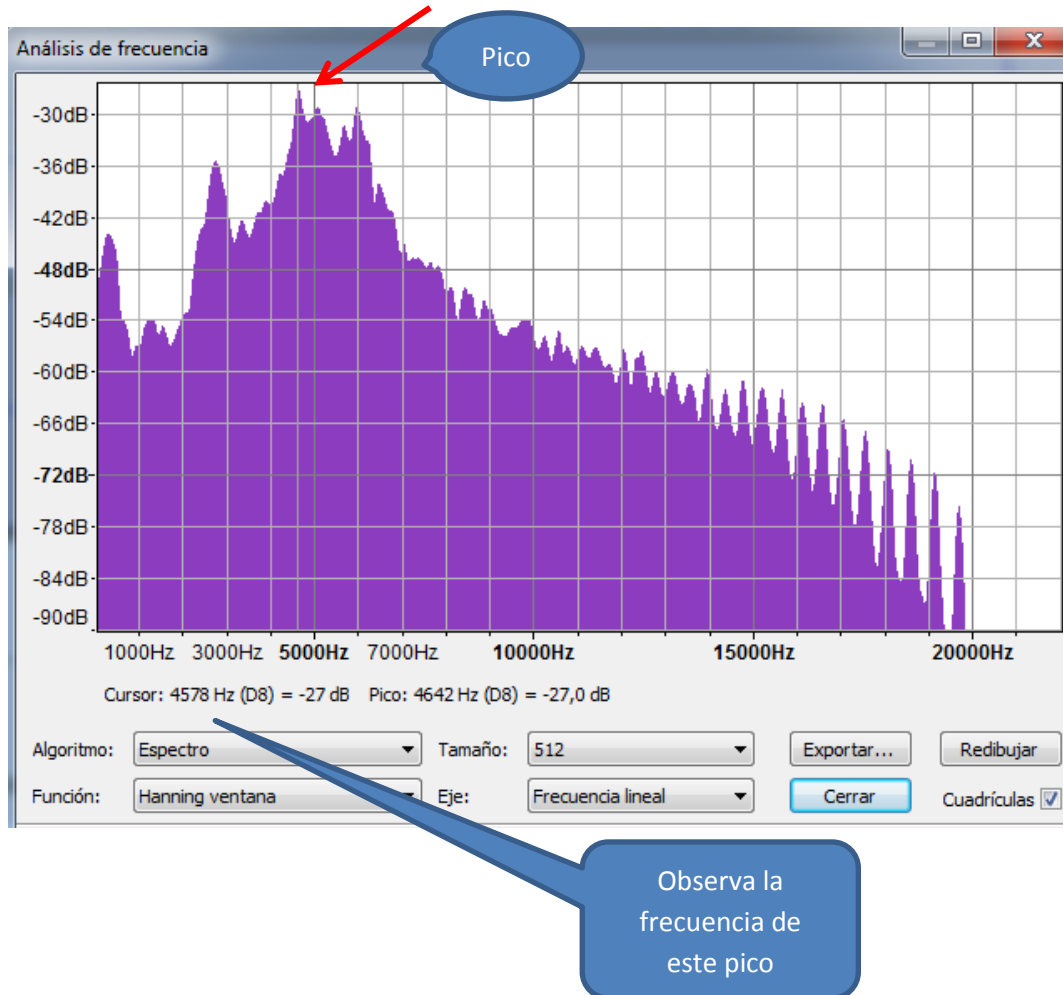 Análisis de frecuencia
Pico
-30dB
-36dB
-42dB
-48dB
-54dB
-60dB
-66dB
-72dB
-78dB
-84dB
-90dB
1000Hz 3000Hz 5000Hz 7000Hz 10000Hz 15000Hz 20000Hz
Cursor: 4578 Hz (D8) = -27 dB Pico: 4642 Hz (D8) = -27,0 dB
Algoritmo: Espectro Tamaño: 512 Exportar... Redibujar
Función: Hanning ventana Eje: Frecuencia lineal Cerrar Cuadrículas
Observa la
frecuencia de
este pico